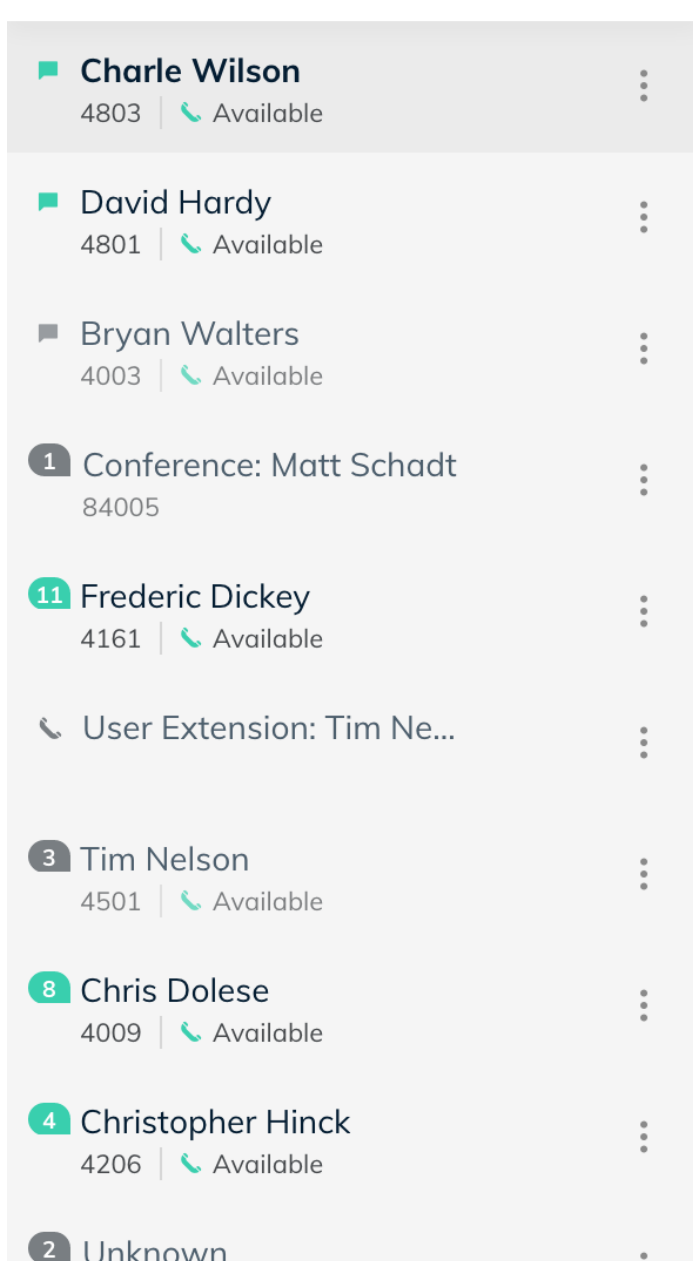 Charle Wilson
4803 Available
David Hardy
4801 Available
Bryan Walters
4003 Available
1 Conference: Matt Schadt
84005
11 Frederic Dickey
4161 Available
User Extension: Tim Ne...
3 Tim Nelson
4501 Available
8 Chris Dolese
4009 Available
4 Christopher Hinck
4206 Available
2 Unknown